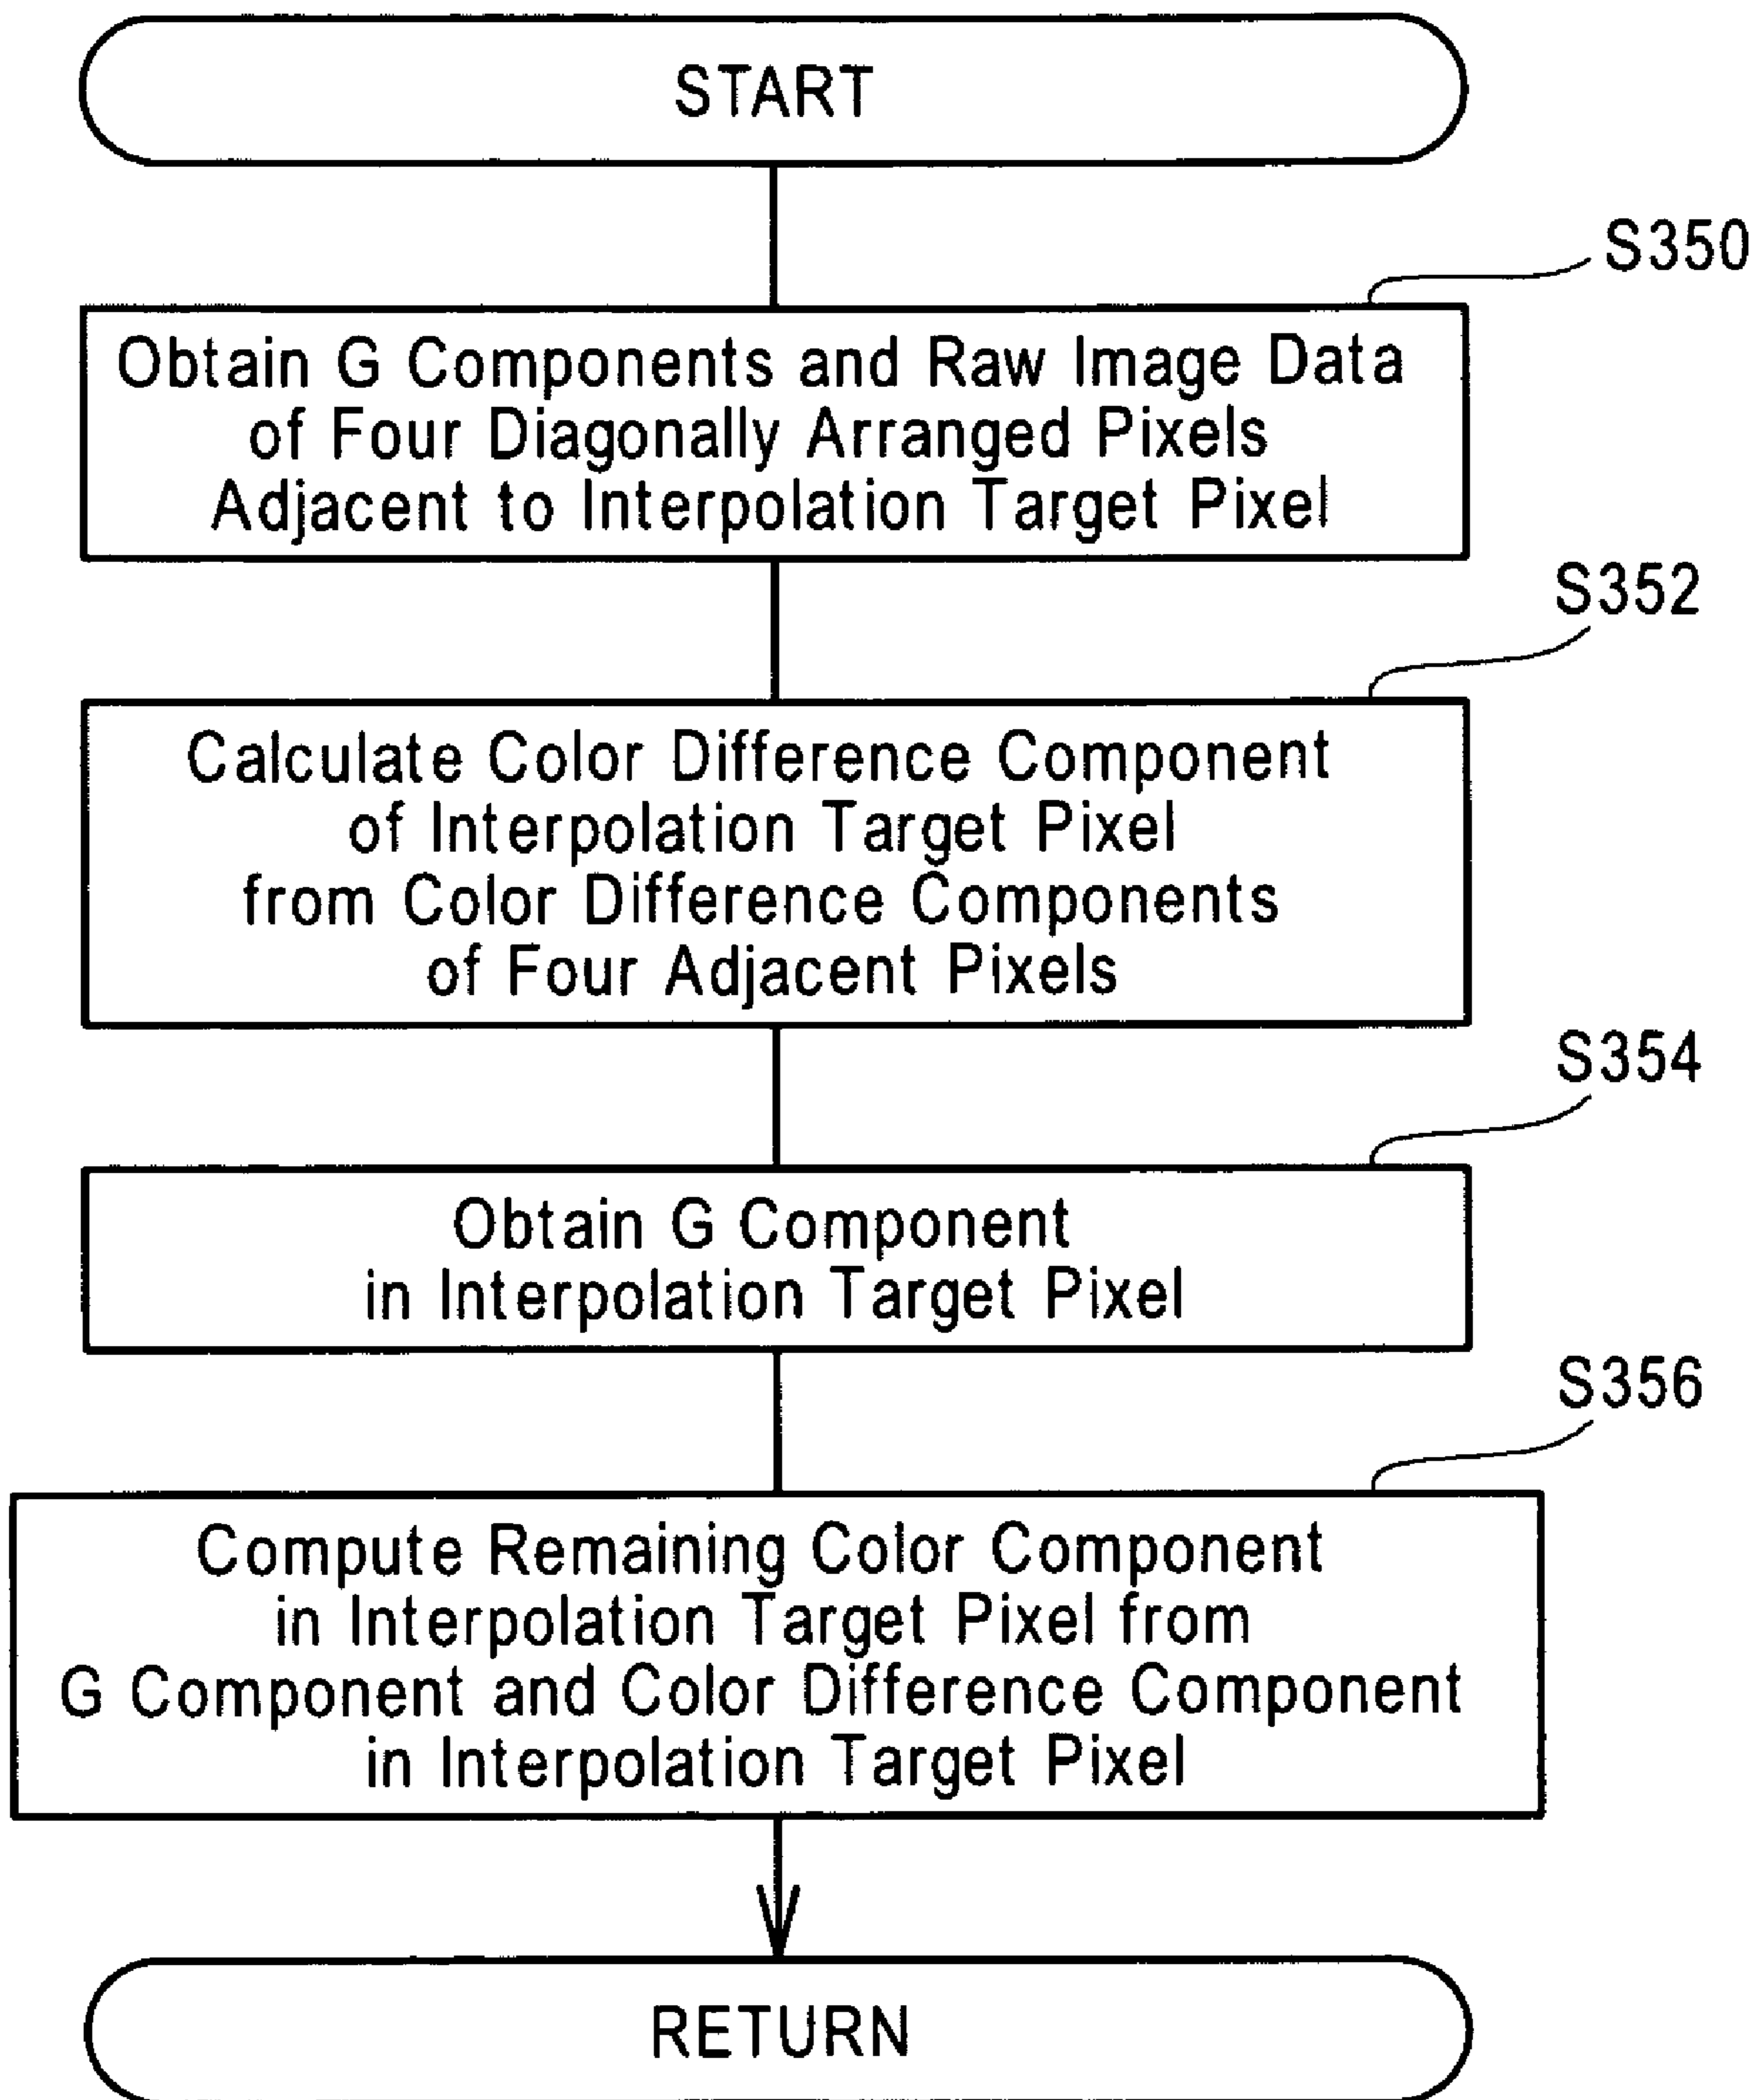 START
S350
Obtain G Components and Raw Image Data
of Four Diagonally Arranged Pixels
Adjacent to Interpolation Target Pixel
S352
Calculate Color Difference Component
of Interpolation Target Pixel
from Color Difference Components
of Four Adjacent Pixels
S354
Obtain G Component
in Interpolation Target Pixel
S356
Compute Remaining Color Component
in Interpolation Target Pixel from
G Component and Color Difference Component
in Interpolation Target Pixel
RETURN